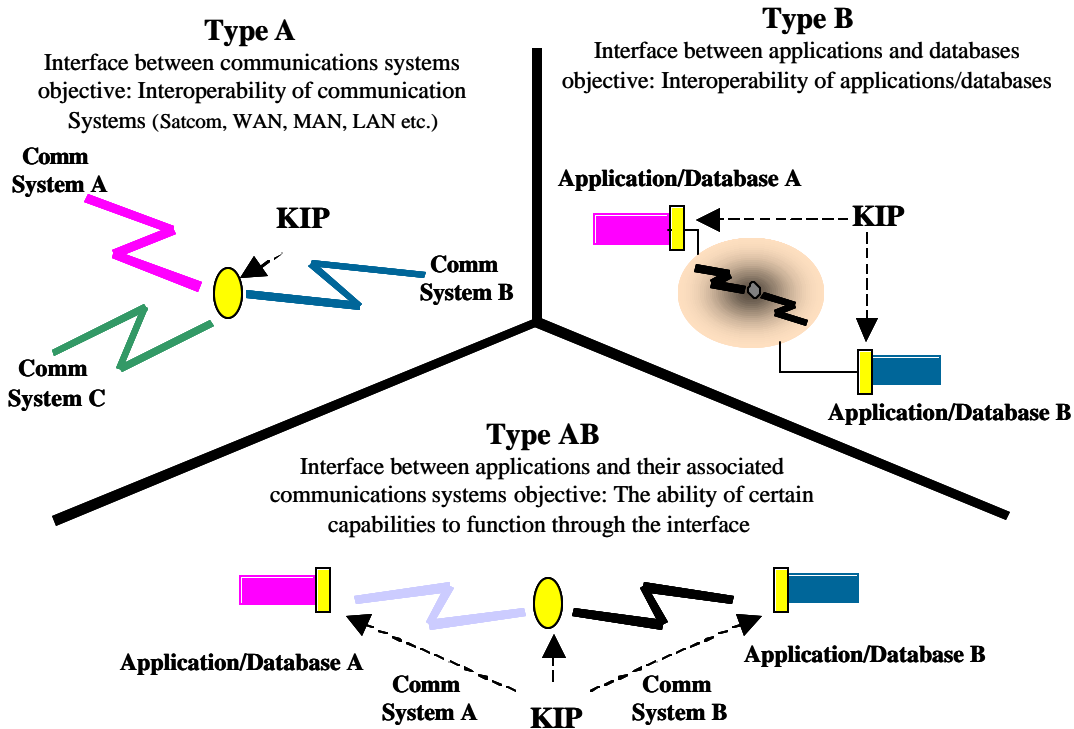 Type A
Interface between communications systems
objective: Interoperability of communication
Systems (Satcom, WAN, MAN, LAN etc.)
Comm
System A
KIP
Comm
System B
Comm
System C
Type B
Interface between applications and databases
objective: Interoperability of applications/databases
Application/Database A
KIP
Application/Database B
Type AB
Interface between applications and their associated
communications systems objective: The ability of certain
capabilities to function through the interface
Application/Database A
Comm
System A
KIP
Comm
System B
Application/Database B